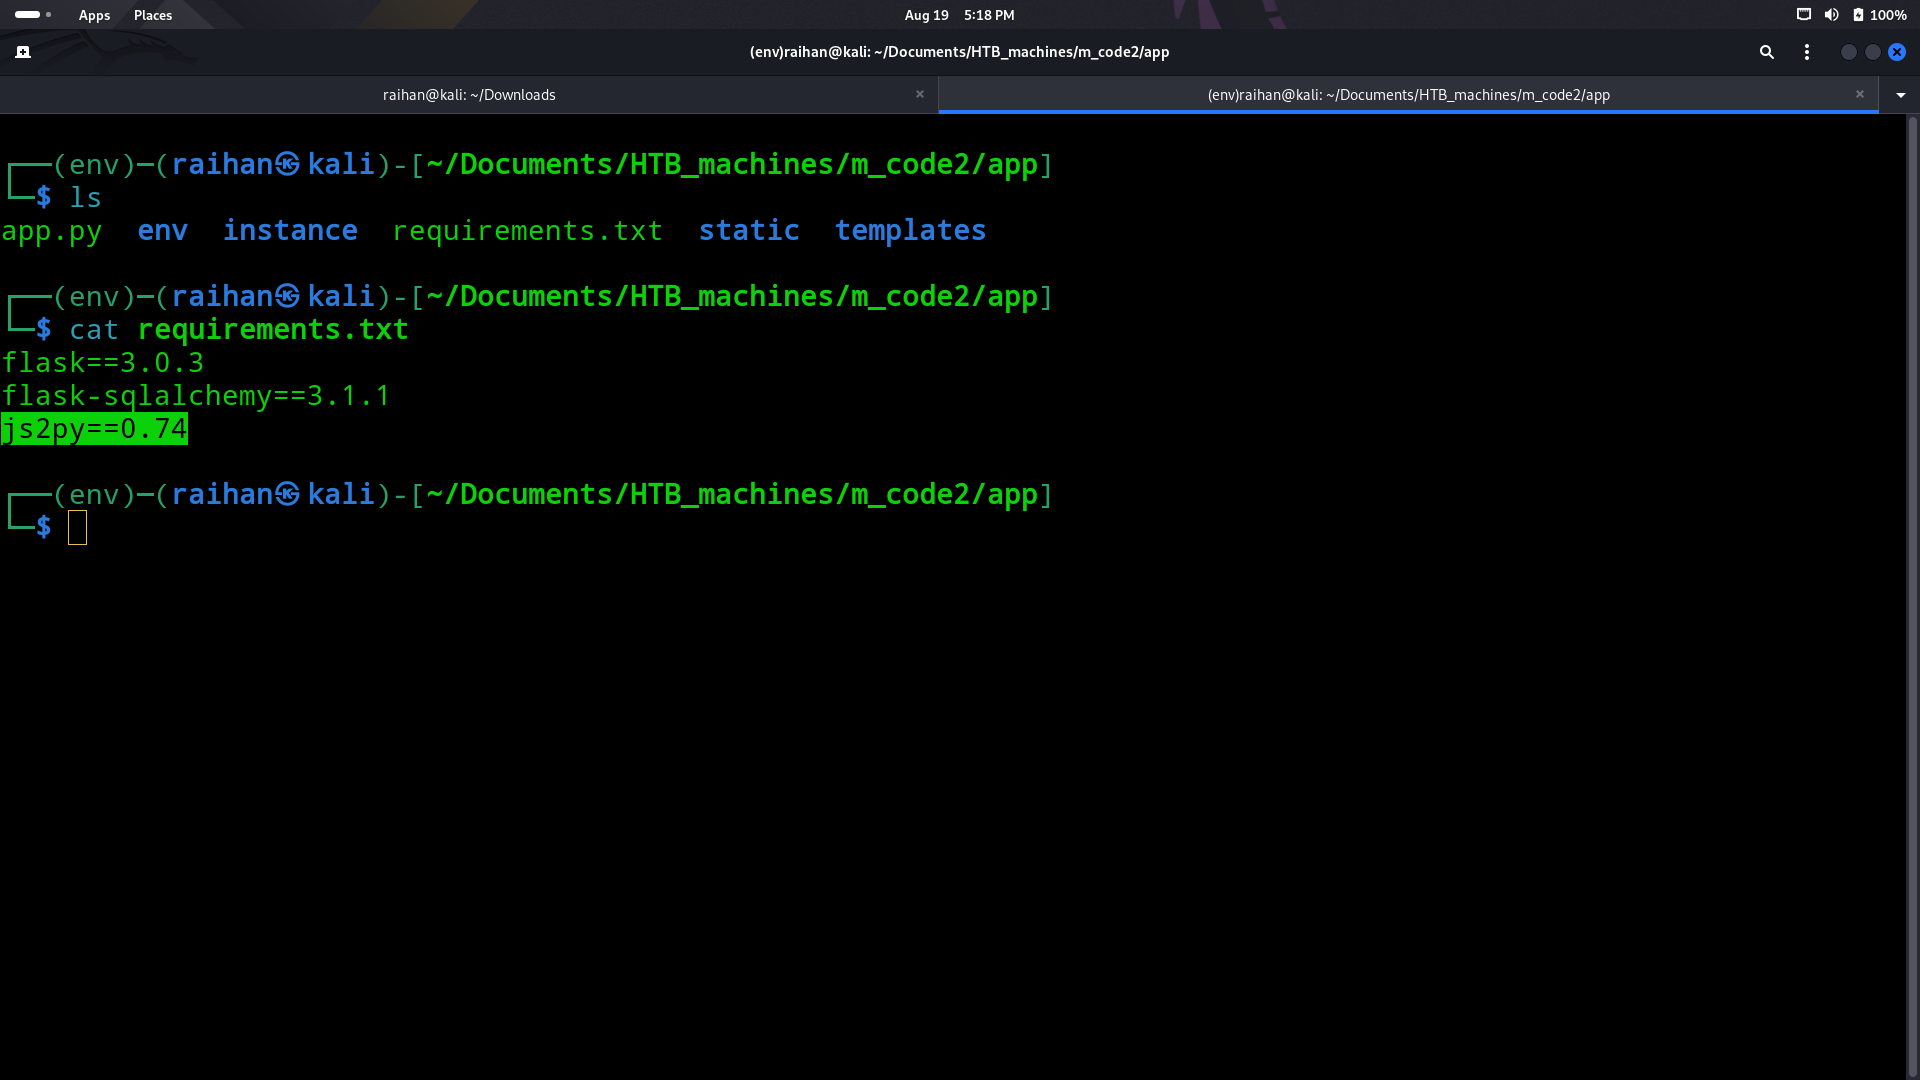 Apps Places Aug 19 5:18 PM 100%
(env)raihan@kali: ~/Documents/HTB_machines/m_code2/app
raihan@kali: ~/Downloads × (env)raihan@kali: ~/Documents/HTB_machines/m_code2/app ×
┌──(env)─(raihan㉿kali)-[~/Documents/HTB_machines/m_code2/app]
└─$ ls
app.py env instance requirements.txt static templates
┌──(env)─(raihan㉿kali)-[~/Documents/HTB_machines/m_code2/app]
└─$ cat requirements.txt
flask==3.0.3
flask-sqlalchemy==3.1.1
js2py==0.74
┌──(env)─(raihan㉿kali)-[~/Documents/HTB_machines/m_code2/app]
└─$